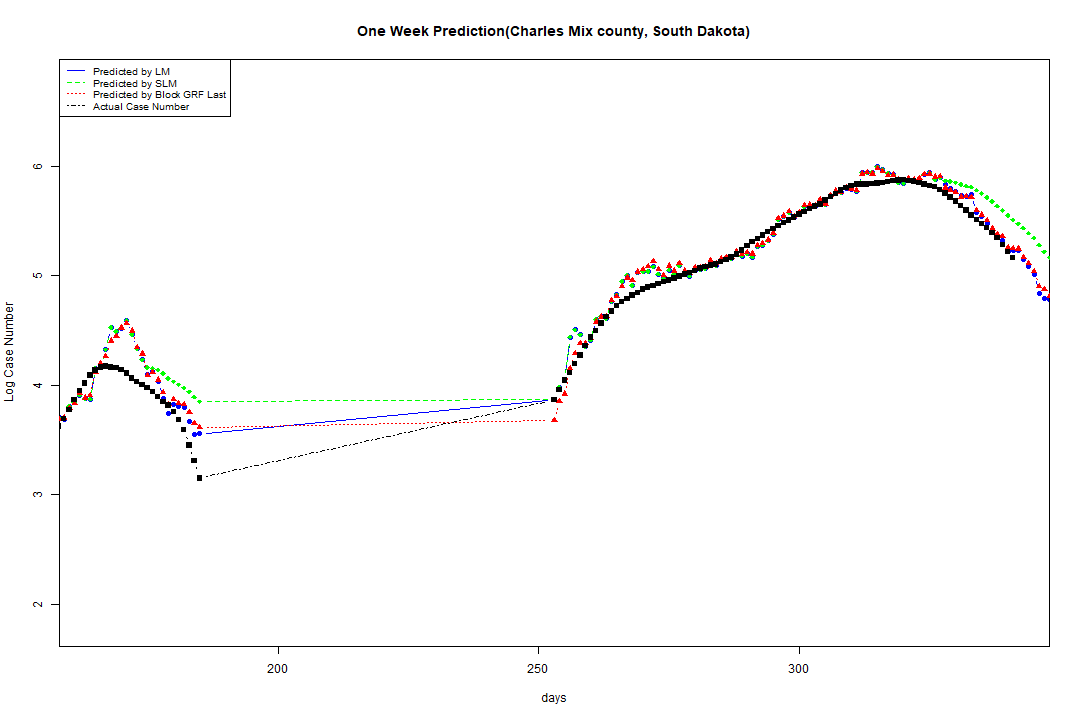 One Week Prediction(Charles Mix county, South Dakota)
Predicted by LM
Predicted by SLM
Predicted by Block GRF Last
Actual Case Number
6
5
4
3
2
Log Case Number
200
250
300
days